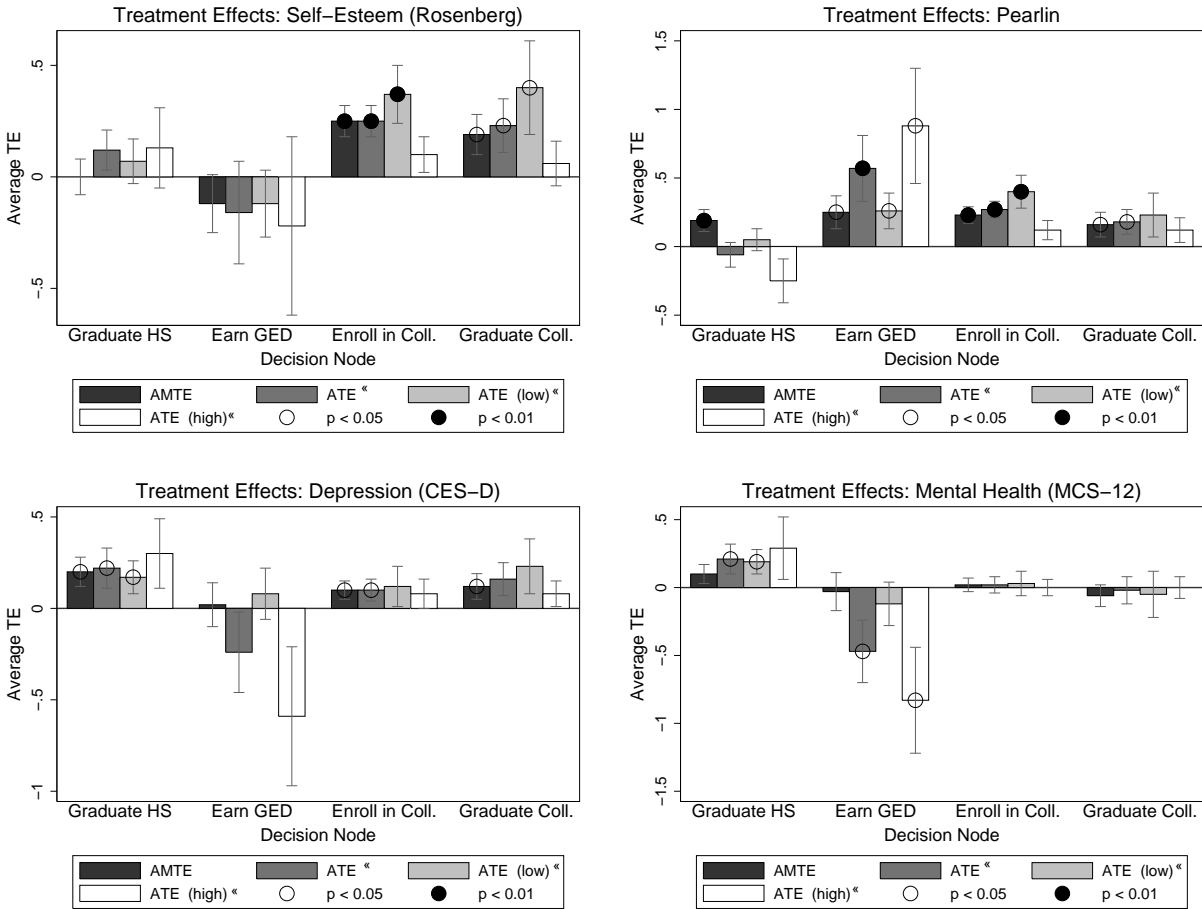 Treatment Effects: Self−Esteem (Rosenberg)
.5
0
−.5
Average TE
Graduate HS Earn GED Enroll in Coll. Graduate Coll.
Decision Node
AMTE ATE « ATE (low) «
ATE (high) « p < 0.05 p < 0.01
Treatment Effects: Pearlin
1.5
1
.5
0
−.5
Average TE
Graduate HS Earn GED Enroll in Coll. Graduate Coll.
Decision Node
AMTE ATE « ATE (low) «
ATE (high) « p < 0.05 p < 0.01
Treatment Effects: Depression (CES−D)
.5
0
−.5
−1
Average TE
Graduate HS Earn GED Enroll in Coll. Graduate Coll.
Decision Node
AMTE ATE « ATE (low) «
ATE (high) « p < 0.05 p < 0.01
Treatment Effects: Mental Health (MCS−12)
.5
0
−.5
−1
−1.5
Average TE
Graduate HS Earn GED Enroll in Coll. Graduate Coll.
Decision Node
AMTE ATE « ATE (low) «
ATE (high) « p < 0.05 p < 0.01